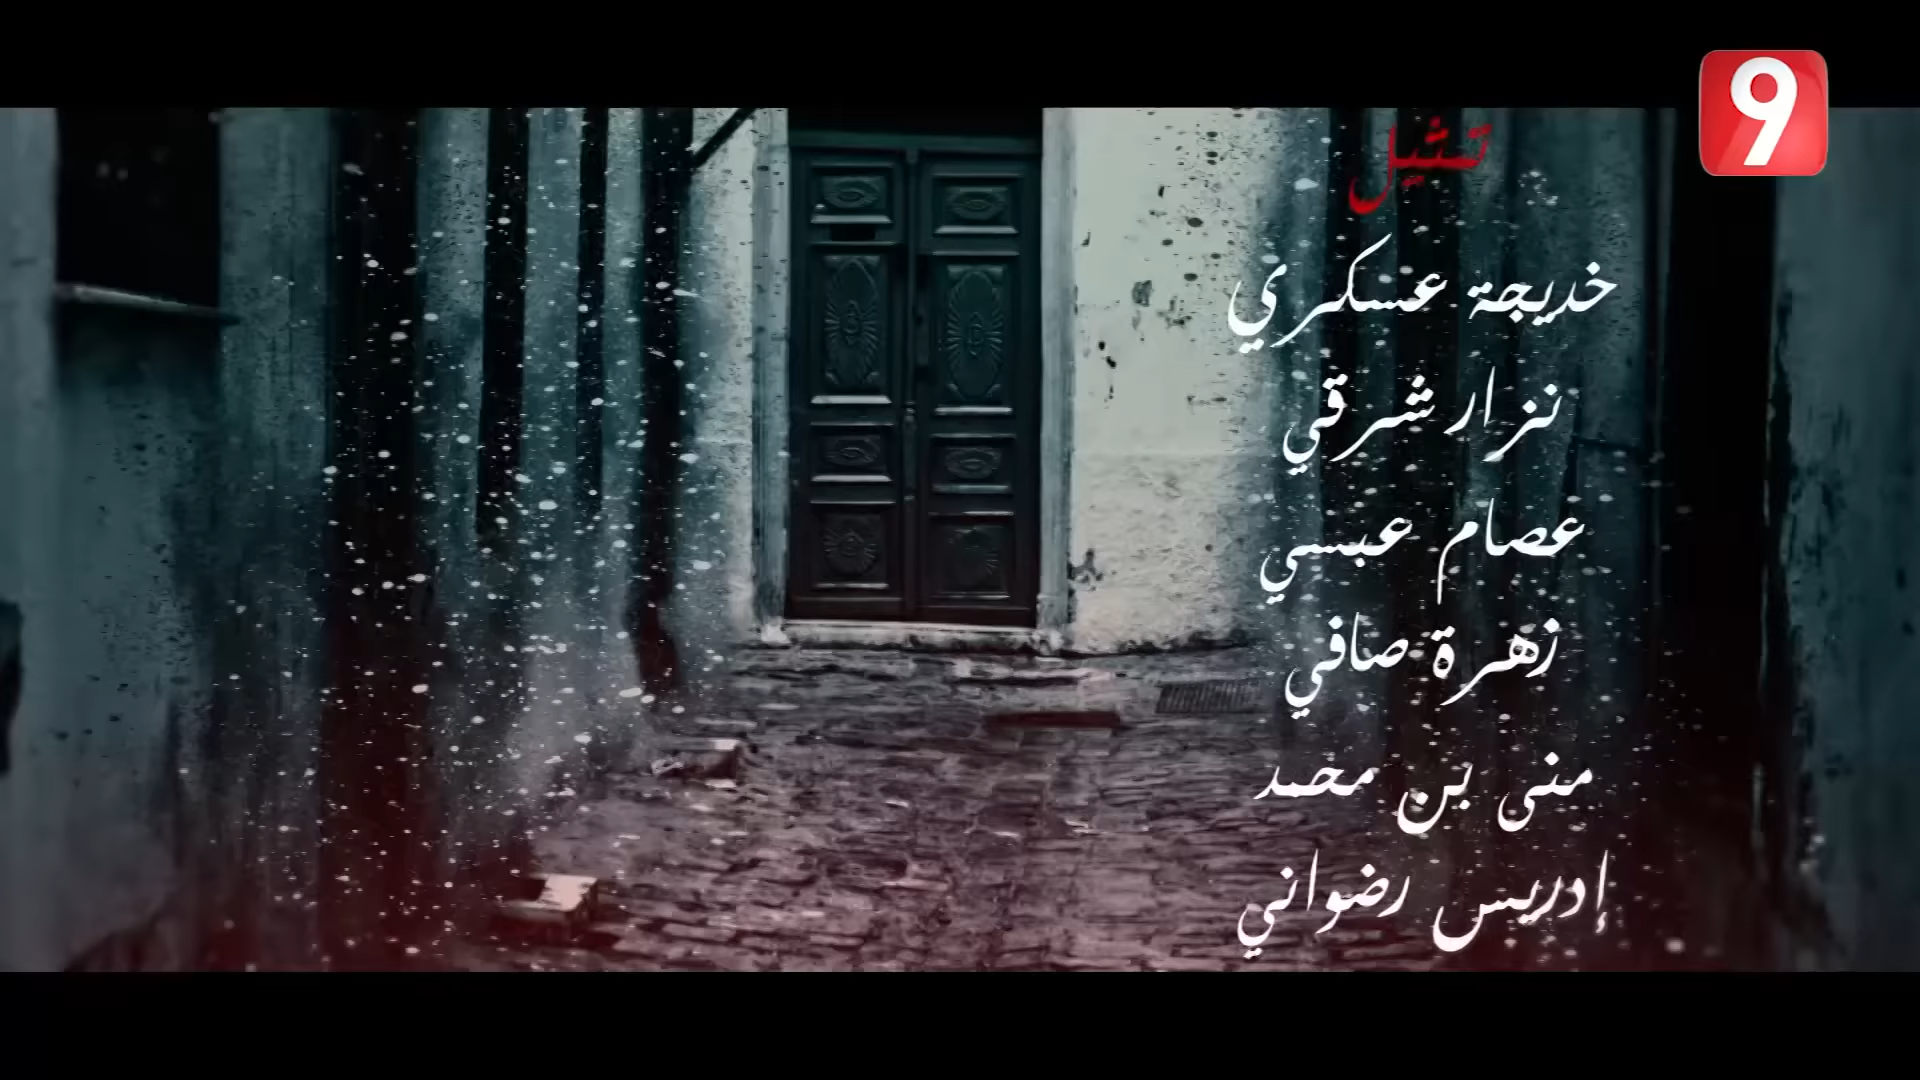 9
تمثيل
خديجة عسكري
نزار شرقي
عصام عبسي
زهرة صافي
منى بن محمد
إدريس رضواني